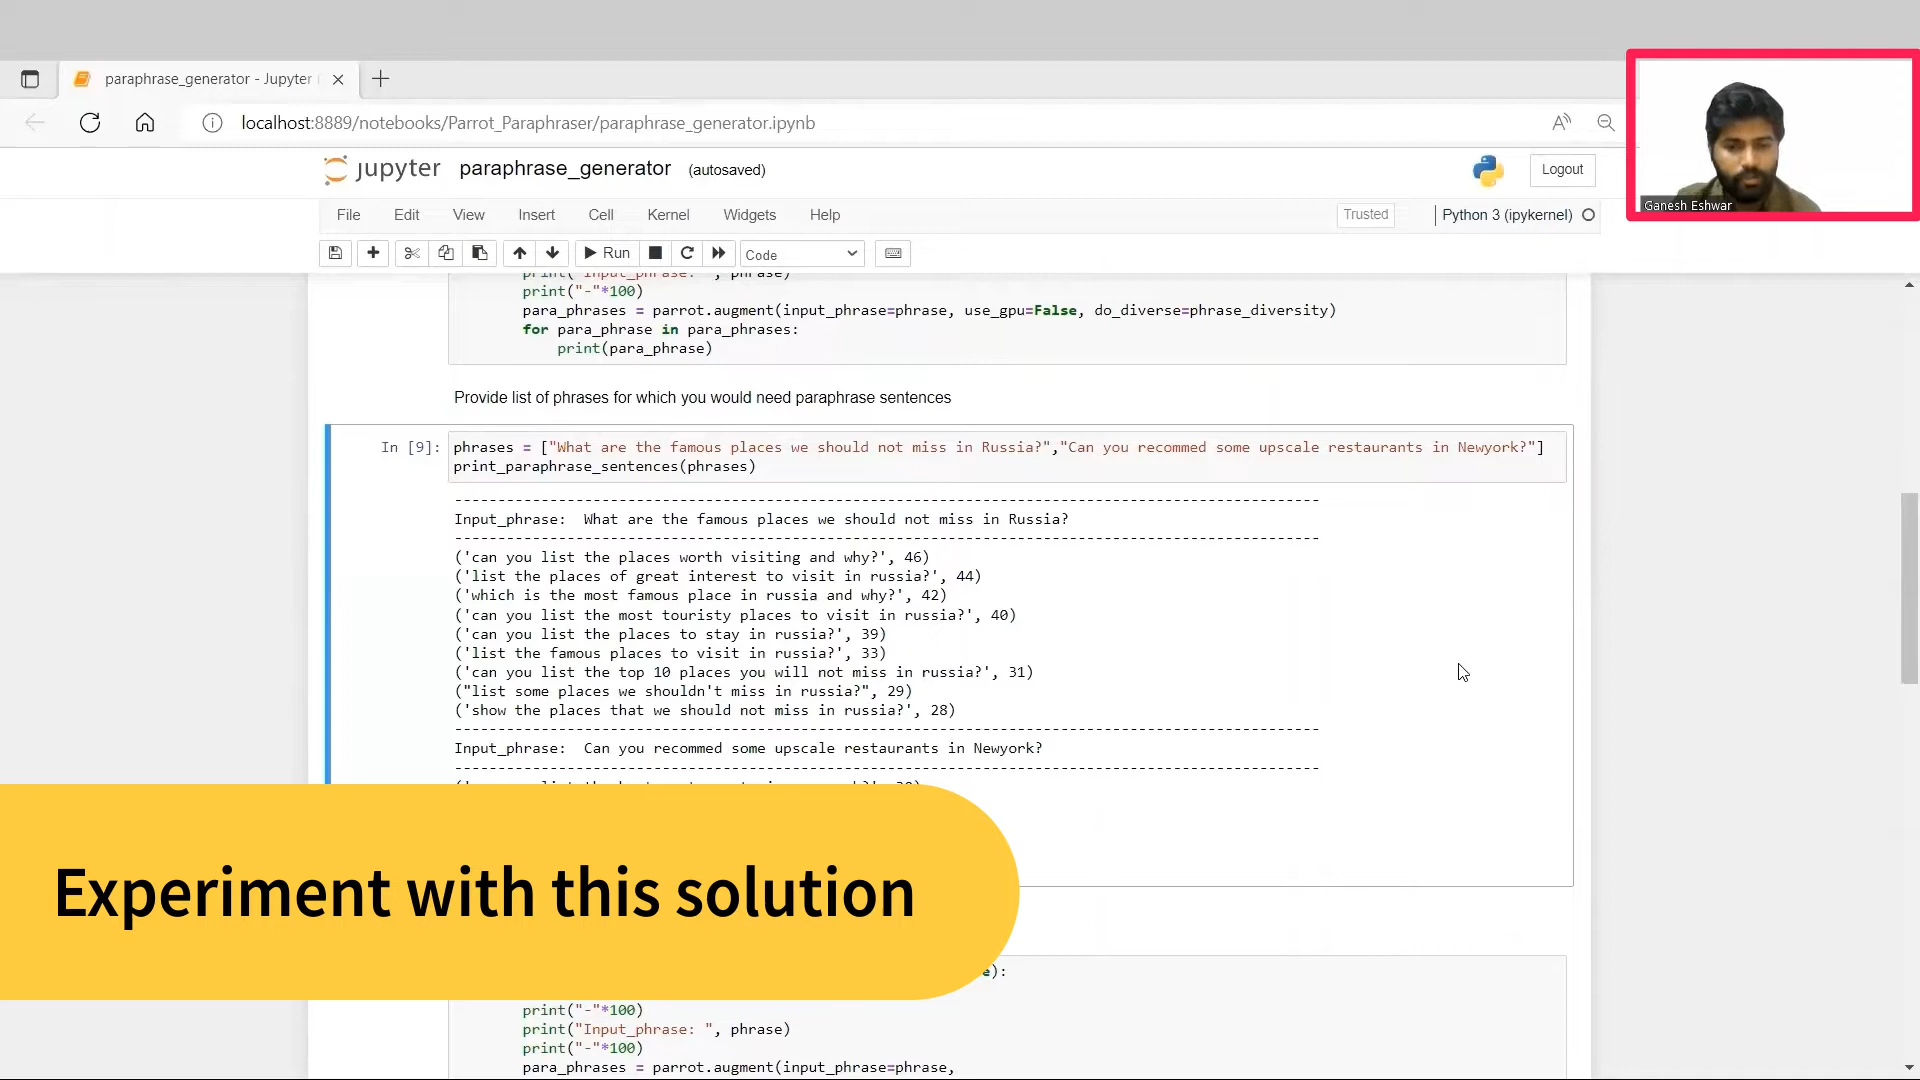 paraphrase_generator - Jupyter
localhost:8889/notebooks/Parrot_Paraphraser/paraphrase_generator.ipynb
jupyter paraphrase_generator (autosaved)
Logout
Ganesh Eshwar
File Edit View Insert Cell Kernel Widgets Help
Trusted
Python 3 (ipykernel)
Run
Code
print("Input_phrase: ", phrase)
print("-"*100)
para_phrases = parrot.augment(input_phrase=phrase, use_gpu=False, do_diverse=phrase_diversity)
for para_phrase in para_phrases:
print(para_phrase)
Provide list of phrases for which you would need paraphrase sentences
In [9]: phrases = ["What are the famous places we should not miss in Russia?","Can you recommed some upscale restaurants in Newyork?"]
print_paraphrase_sentences(phrases)
----------------------------------------------------------------------------------------------------
Input_phrase:  What are the famous places we should not miss in Russia?
----------------------------------------------------------------------------------------------------
('can you list the places worth visiting and why?', 46)
('list the places of great interest to visit in russia?', 44)
('which is the most famous place in russia and why?', 42)
('can you list the most touristy places to visit in russia?', 40)
('can you list the places to stay in russia?', 39)
('list the famous places to visit in russia?', 33)
('can you list the top 10 places you will not miss in russia?', 31)
("list some places we shouldn't miss in russia?", 29)
('show the places that we should not miss in russia?', 28)
----------------------------------------------------------------------------------------------------
Input_phrase:  Can you recommed some upscale restaurants in Newyork?
----------------------------------------------------------------------------------------------------
Experiment with this solution
e):
print("-"*100)
print("Input_phrase: ", phrase)
print("-"*100)
para_phrases = parrot.augment(input_phrase=phrase,